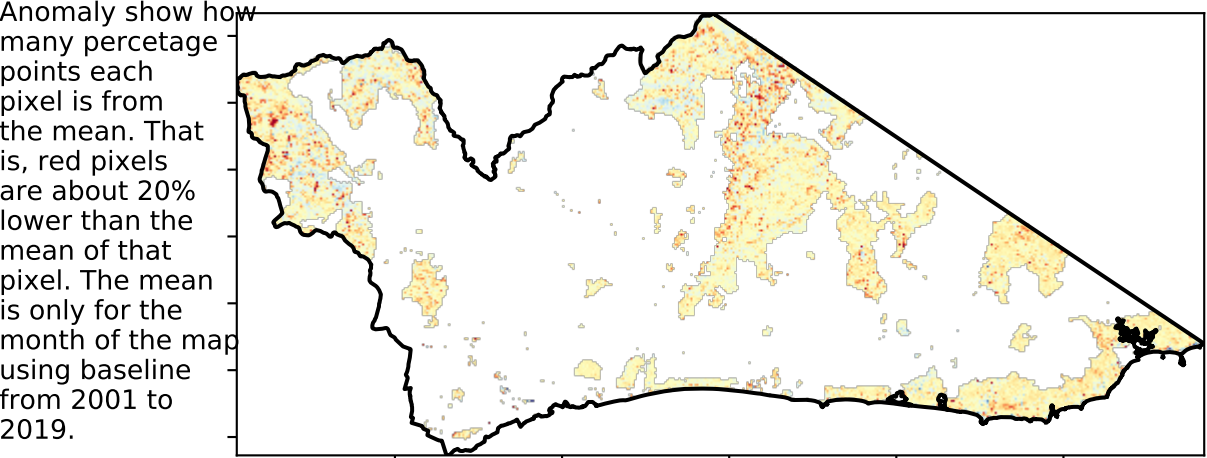 Anomaly show how
many percetage
points each
pixel is from
the mean. That
is, red pixels
are about 20%
lower than the
mean of that
pixel. The mean
is only for the
month of the map
using baseline
from 2001 to
2019.